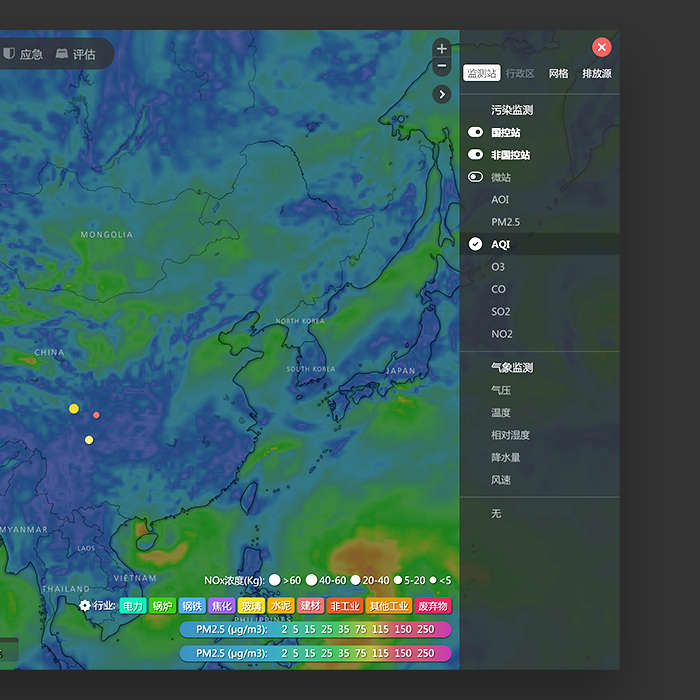 应急 评估
+
−
监测站 行政区 网格 排放源
污染监测
国控站
非国控站
微站
AOI
PM2.5
AQI
O3
CO
SO2
NO2
气象监测
气压
温度
相对湿度
降水量
风速
无
MONGOLIA
NORTH KOREA
CHINA
SOUTH KOREA
JAPAN
MYANMAR
LAOS
THAILAND
VIETNAM
PHILIPPINES
NOx浓度(Kg): >60 40-60 20-40 5-20 <5
行业: 电力 锅炉 钢铁 焦化 玻璃 水泥 建材 非工业 其他工业 废弃物
PM2.5 (μg/m3): 2 5 15 25 35 75 115 150 250
PM2.5 (μg/m3): 2 5 15 25 35 75 115 150 250